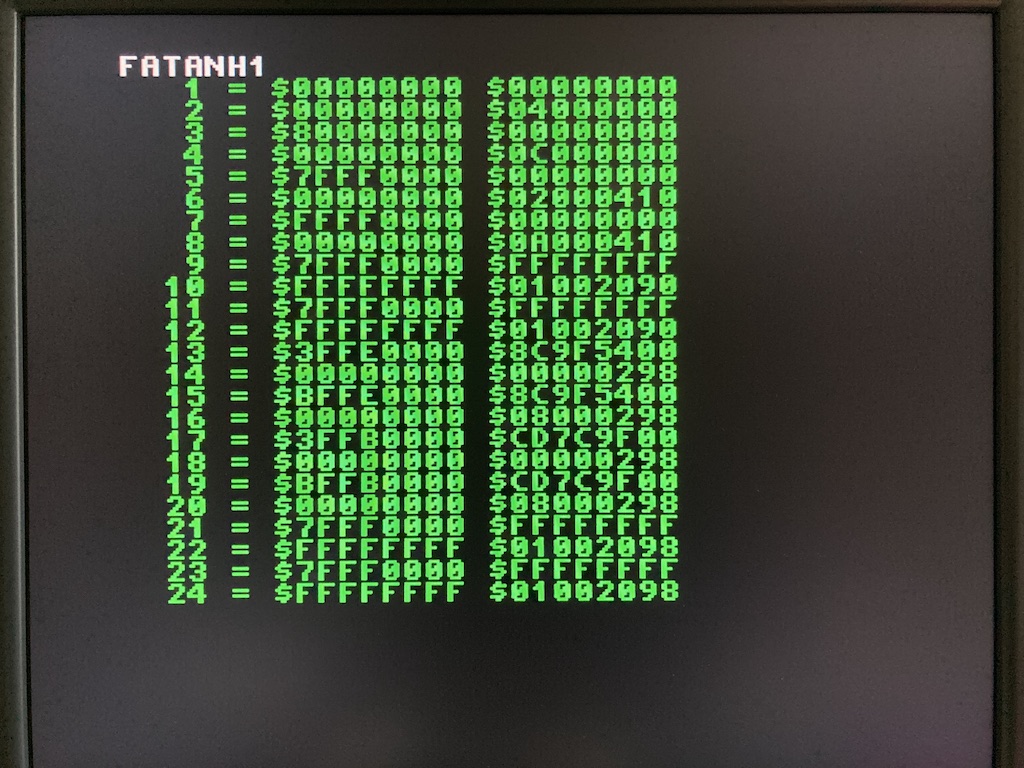 FATANH1
1 = $00000000 $00000000
2 = $00000000 $04000000
3 = $80000000 $00000000
4 = $00000000 $0C000000
5 = $7FFF0000 $00000000
6 = $00000000 $02000410
7 = $FFFF0000 $00000000
8 = $00000000 $0A000410
9 = $7FFF0000 $FFFFFFFF
10 = $FFFFFFFF $01002090
11 = $7FFF0000 $FFFFFFFF
12 = $FFFFFFFF $01002090
13 = $3FFE0000 $8C9F5400
14 = $00000000 $00000298
15 = $BFFE0000 $8C9F5400
16 = $00000000 $08000298
17 = $3FFB0000 $CD7C9F00
18 = $00000000 $00000298
19 = $BFFB0000 $CD7C9F00
20 = $00000000 $08000298
21 = $7FFF0000 $FFFFFFFF
22 = $FFFFFFFF $01002098
23 = $7FFF0000 $FFFFFFFF
24 = $FFFFFFFF $01002098